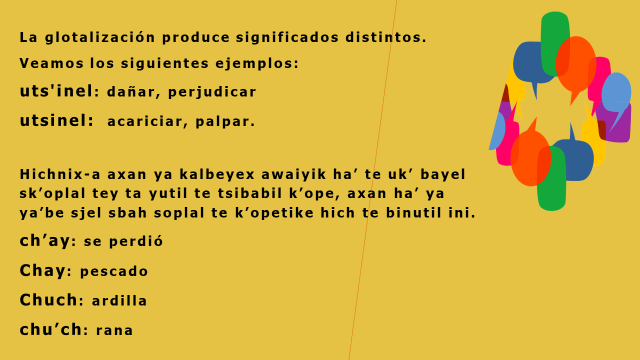 La glotalización produce significados distintos.
Veamos los siguientes ejemplos:
uts'inel: dañar, perjudicar
utsinel: acariciar, palpar.
Hichnix-a axan ya kalbeyex awaiyik ha’ te uk’ bayel
sk’oplal tey ta yutil te tsibabil k’ope, axan ha’ ya
ya’be sjel sbah soplal te k’opetike hich te binutil ini.
ch’ay: se perdió
Chay: pescado
Chuch: ardilla
chu’ch: rana